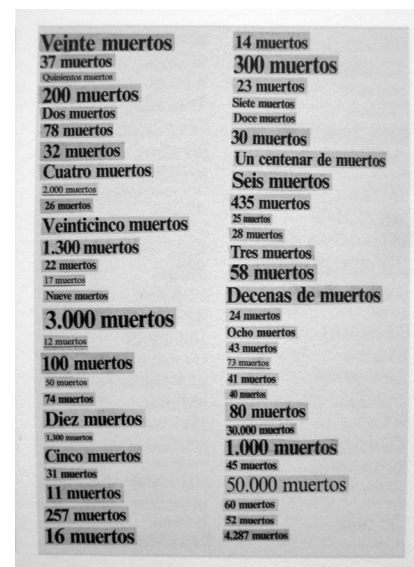 Veinte muertos
37 muertos
Quinientos muertos
200 muertos
Dos muertos
78 muertos
32 muertos
Cuatro muertos
2.000 muertos
26 muertos
Veinticinco muertos
1.300 muertos
22 muertos
17 muertos
Nueve muertos
3.000 muertos
12 muertos
100 muertos
50 muertos
74 muertos
Diez muertos
1.300 muertos
Cinco muertos
31 muertos
11 muertos
257 muertos
16 muertos
14 muertos
300 muertos
23 muertos
Siete muertos
Doce muertos
30 muertos
Un centenar de muertos
Seis muertos
435 muertos
25 muertos
28 muertos
Tres muertos
58 muertos
Decenas de muertos
24 muertos
Ocho muertos
43 muertos
73 muertos
41 muertos
40 muertos
80 muertos
30.000 muertos
1.000 muertos
45 muertos
50.000 muertos
60 muertos
52 muertos
4.287 muertos